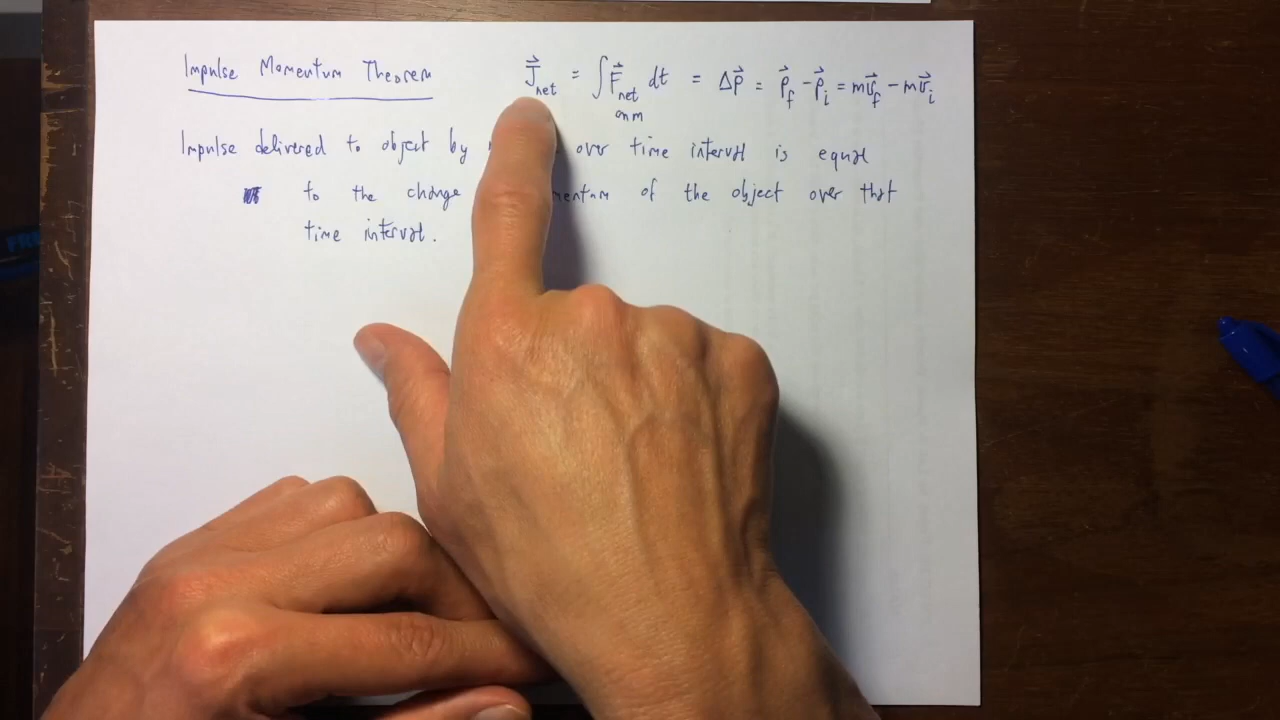 Impulse Momentum Theorem
J⃗net = ∫ F⃗net on m dt = Δp⃗ = p⃗f - p⃗i = mv⃗f - mv⃗i
Impulse delivered to object by over time interval is equal
to the change of the object over that
time interval.